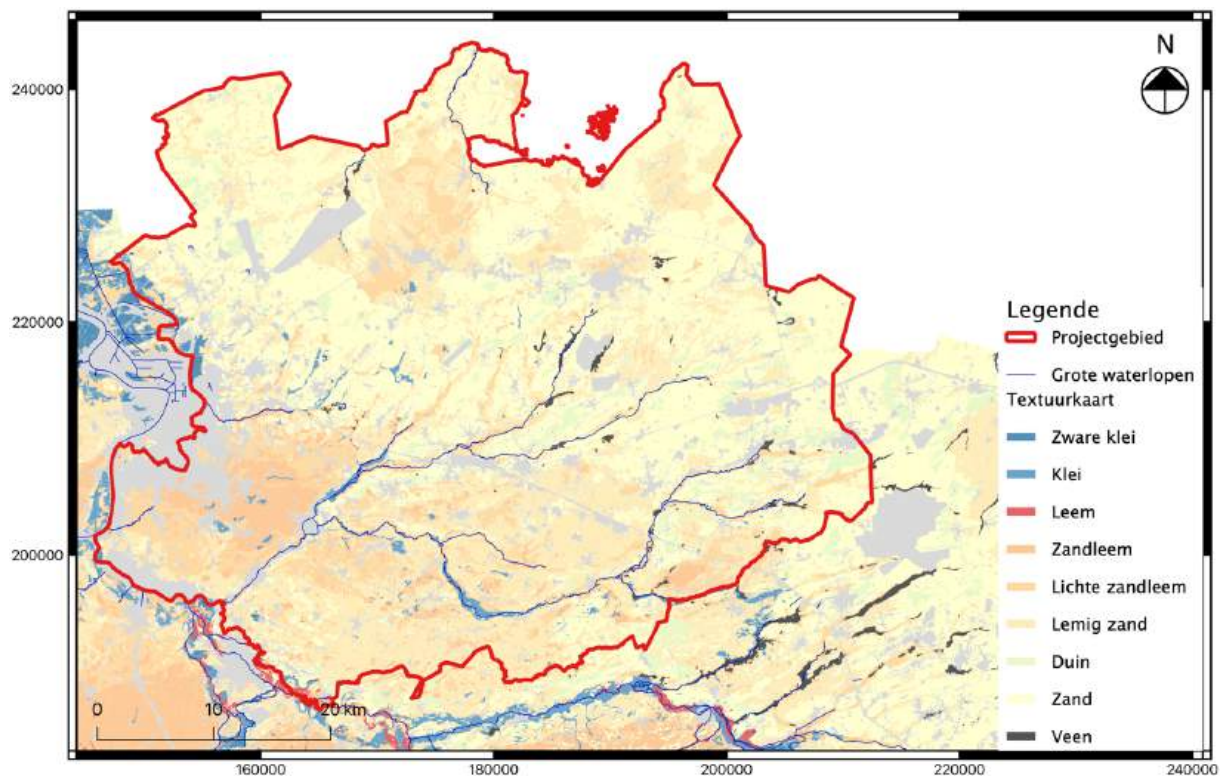 N
240000
220000
200000
Legende
Projectgebied
Grote waterlopen
Textuurkaart
Zware klei
Klei
Leem
Zandleem
Lichte zandleem
Lemig zand
Duin
Zand
Veen
0 10 20 km
160000 180000 200000 220000 240000